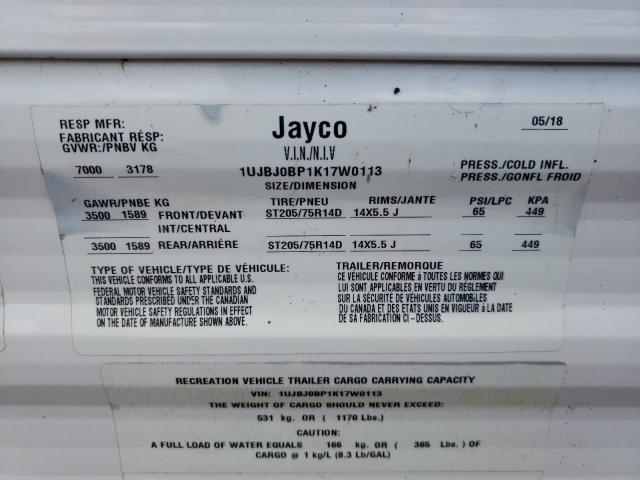 RESP MFR:
FABRICANT RÉSP:
GVWR:/PNBV KG
Jayco
05/18
V.I.N./N.I.V
7000 3178
1UJBJ0BP1K17W0113
PRESS./COLD INFL.
PRESS./GONFL FROID
SIZE/DIMENSION
GAWR/PNBE KG TIRE/PNEU RIMS/JANTE PSI/LPC KPA
3500 1589 FRONT/DEVANT ST205/75R14D 14X5.5 J 65 449
INT/CENTRAL
3500 1589 REAR/ARRIÈRE ST205/75R14D 14X5.5 J 65 449
TYPE OF VEHICLE/TYPE DE VÉHICULE: TRAILER/REMORQUE
THIS VEHICLE CONFORMS TO ALL APPLICABLE U.S.
FEDERAL MOTOR VEHICLE SAFETY STANDARDS AND
STANDARDS PRESCRIBED UNDER THE CANADIAN
MOTOR VEHICLE SAFETY REGULATIONS IN EFFECT
ON THE DATE OF MANUFACTURE SHOWN ABOVE.
CE VÉHICULE CONFORME À TOUTES LES NORMES QUI
LUI SONT APPLICABLES EN VERTU DU RÈGLEMENT
SUR LA SÉCURITÉ DE VÉHICULES AUTOMOBILES
DU CANADA ET DES ETATS UNIS EN VIGUEUR À LA DATE
DE SA FABRICATION CI-DESSUS.
RECREATION VEHICLE TRAILER CARGO CARRYING CAPACITY
VIN: 1UJBJ0BP1K17W0113
THE WEIGHT OF CARGO SHOULD NEVER EXCEED:
531 kg. OR ( 1170 Lbs.)
CAUTION:
A FULL LOAD OF WATER EQUALS 166 kg. OR ( 365 Lbs. ) OF
CARGO @ 1 kg/L (8.3 Lb/GAL)